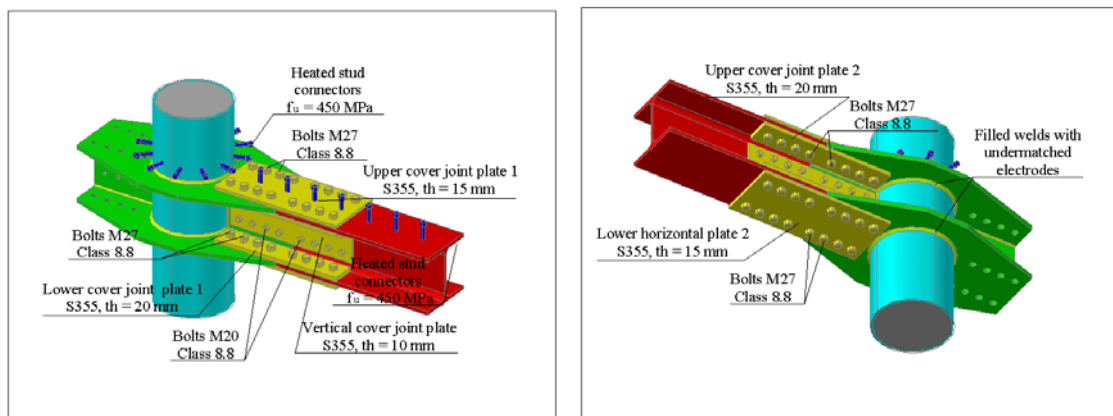 Heated stud
connectors
fu = 450 MPa
Bolts M27
Class 8.8
Upper cover joint plate 1
S355, th = 15 mm
Bolts M27
Class 8.8
Lower cover joint plate 1
S355, th = 20 mm
Bolts M20
Class 8.8
Heated stud
connectors
fu = 450 MPa
Vertical cover joint plate
S355, th = 10 mm
Upper cover joint plate 2
S355, th = 20 mm
Bolts M27
Class 8.8
Filled welds with
undermatched
electrodes
Lower horizontal plate 2
S355, th = 15 mm
Bolts M27
Class 8.8